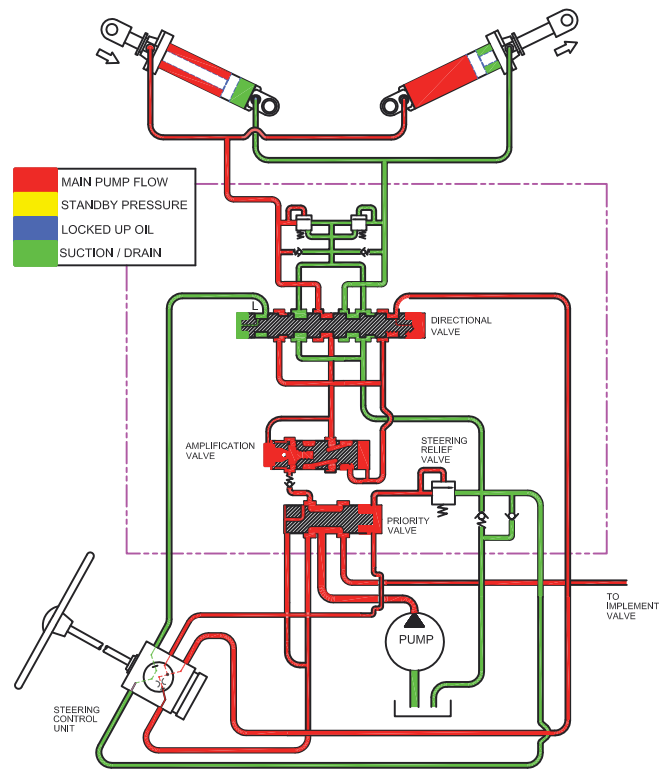 MAIN PUMP FLOW
STANDBY PRESSURE
LOCKED UP OIL
SUCTION / DRAIN
L
DIRECTIONAL
VALVE
AMPLIFICATION
VALVE
STEERING
RELIEF
VALVE
PRIORITY
VALVE
TO
IMPLEMENT
VALVE
PUMP
STEERING
CONTROL
UNIT